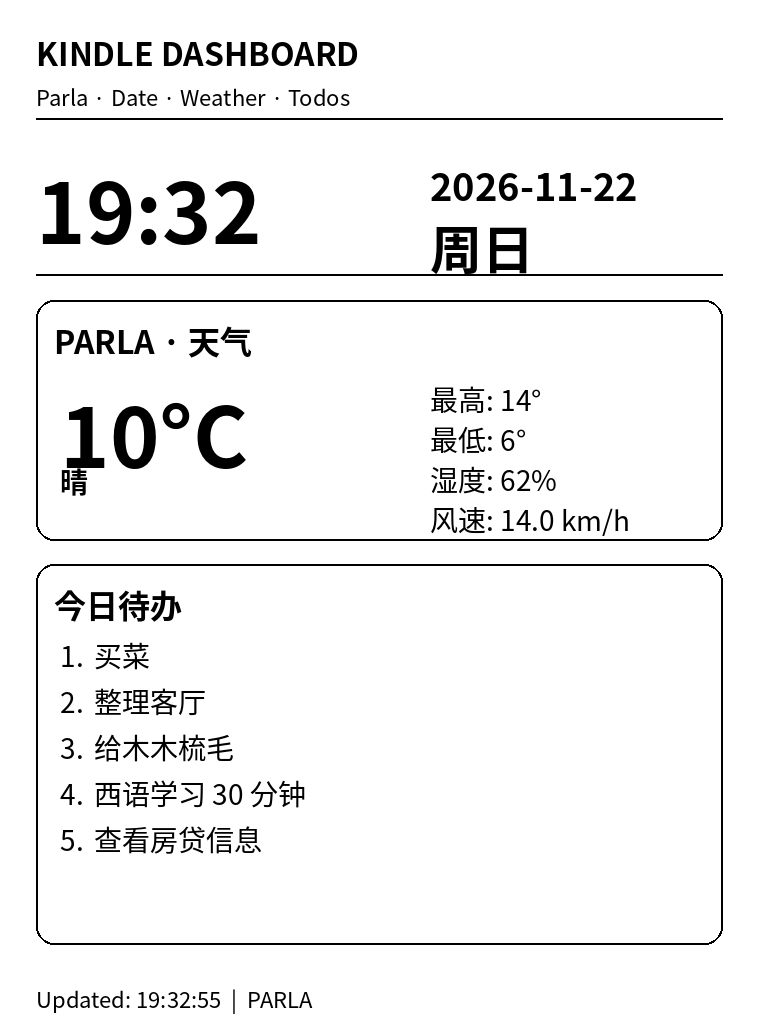 KINDLE DASHBOARD
Parla · Date · Weather · Todos
19:32
2026-11-22
周日
PARLA · 天气
10°C
晴
最高: 14°
最低: 6°
湿度: 62%
风速: 14.0 km/h
今日待办
1. 买菜
2. 整理客厅
3. 给木木梳毛
4. 西语学习 30 分钟
5. 查看房贷信息
Updated: 19:32:55 | PARLA